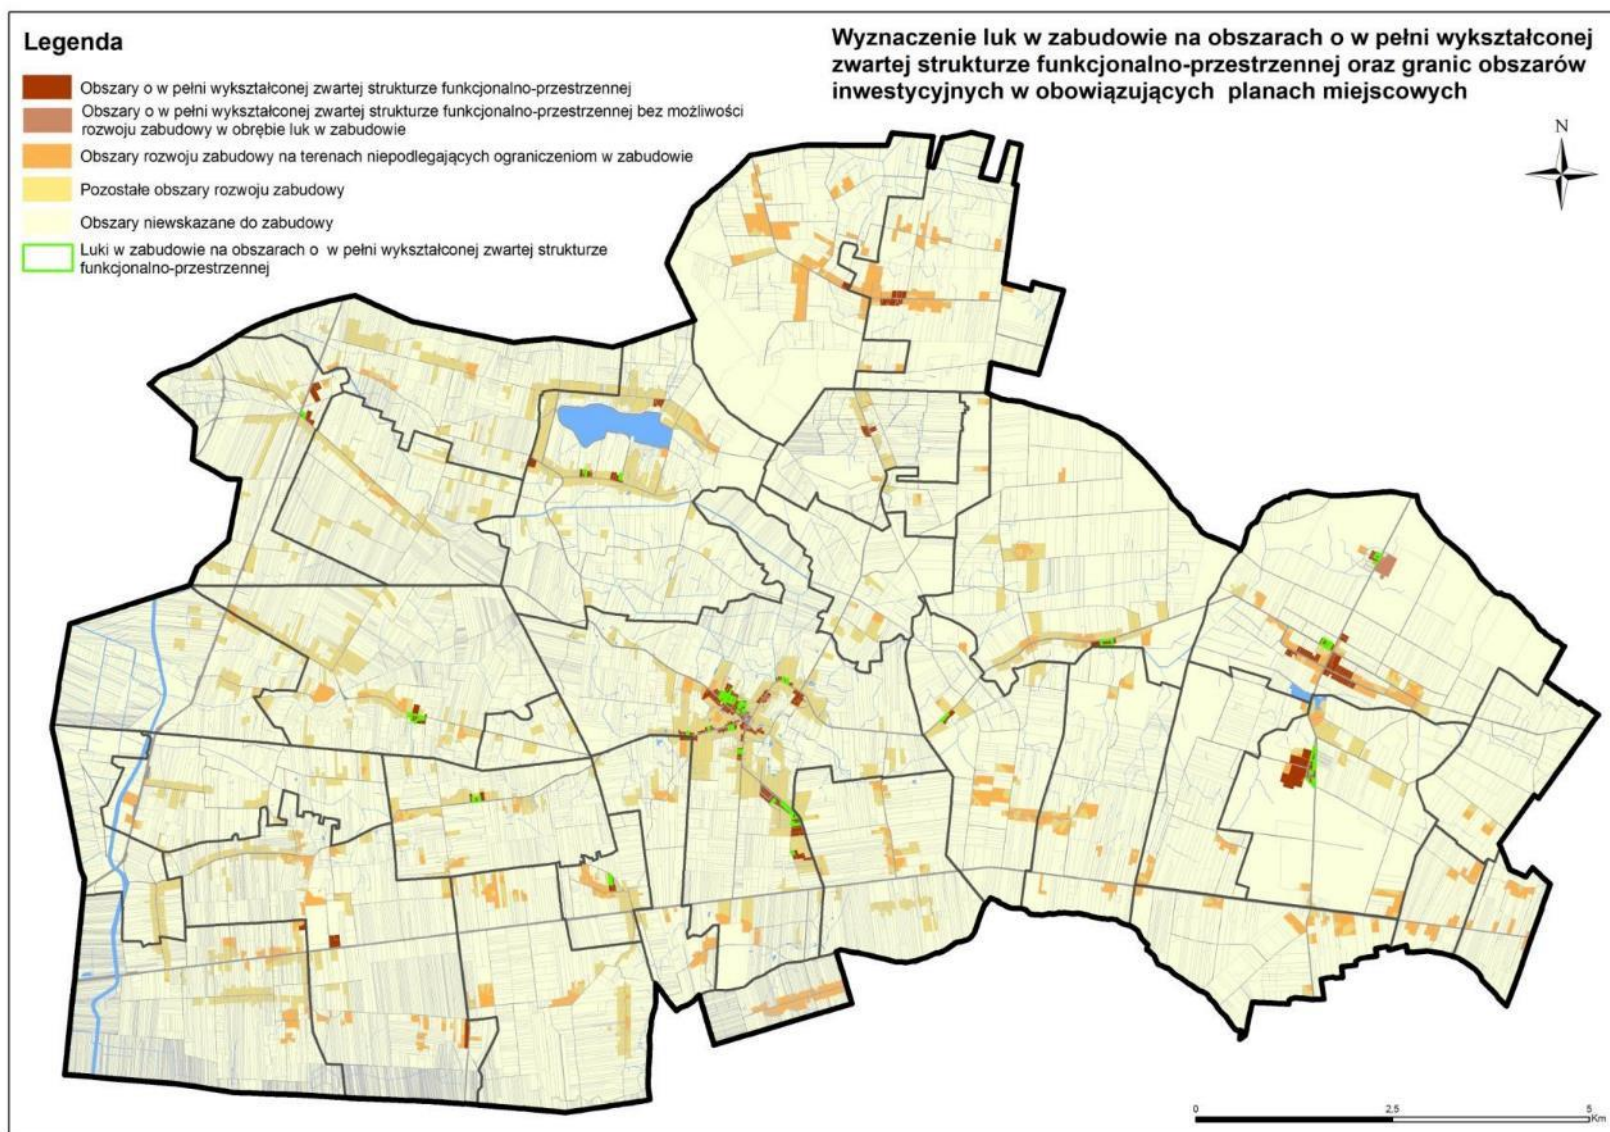 Legenda
Obszary o w pełni wykształconej zwartej strukturze funkcjonalno-przestrzennej
Obszary o w pełni wykształconej zwartej strukturze funkcjonalno-przestrzennej bez możliwości
rozwoju zabudowy w obrębie luk w zabudowie
Obszary rozwoju zabudowy na terenach niepodlegających ograniczeniom w zabudowie
Pozostałe obszary rozwoju zabudowy
Obszary niewskazane do zabudowy
Luki w zabudowie na obszarach o w pełni wykształconej zwartej strukturze
funkcjonalno-przestrzennej
Wyznaczenie luk w zabudowie na obszarach o w pełni wykształconej
zwartej strukturze funkcjonalno-przestrzennej oraz granic obszarów
inwestycyjnych w obowiązujących planach miejscowych
N
0 2,5 5
Km